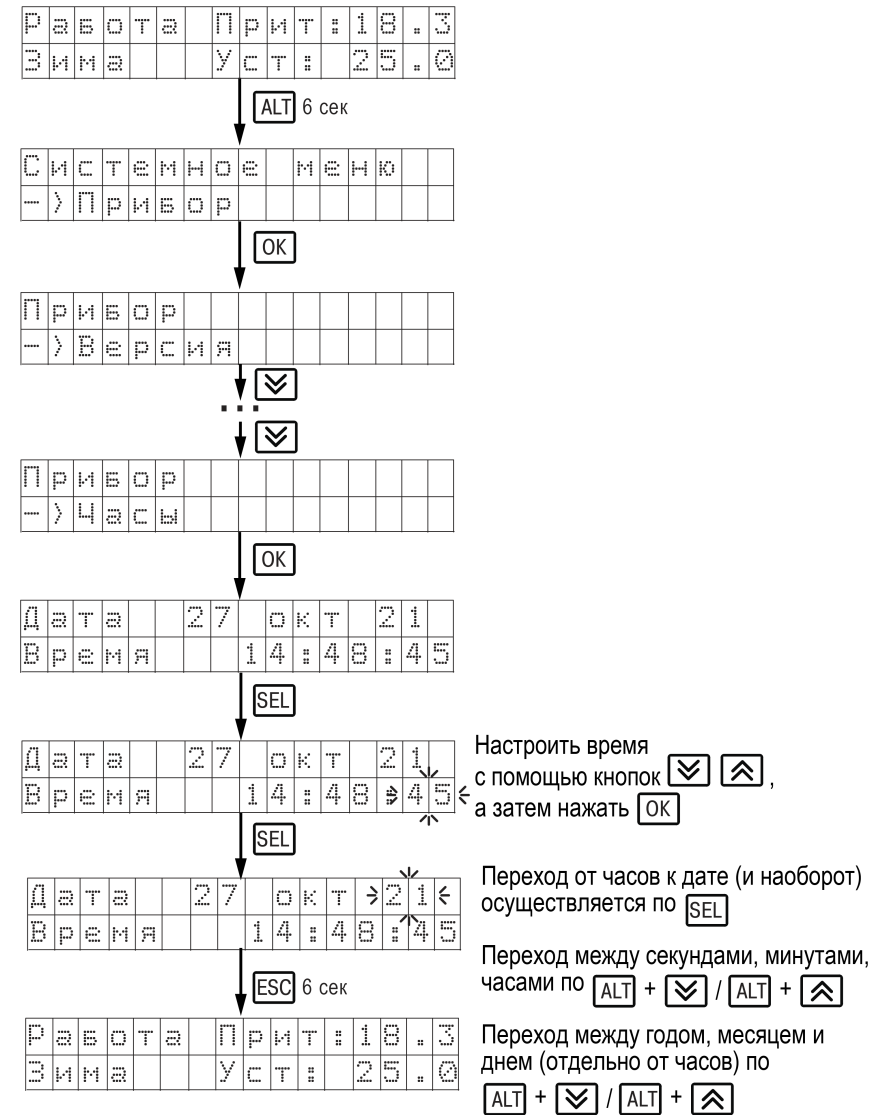 Работа Прит:18.3
Зима Уст: 25.0
ALT 6 сек
Системное меню
->Прибор
OK
Прибор
->Версия
...
Прибор
->Часы
OK
Дата 27 окт 21
Время 14:48:45
SEL
Дата 27 окт 21
Время 14:48:45
Настроить время
с помощью кнопок ,
а затем нажать OK
SEL
Дата 27 окт 21
Время 14:48:45
Переход от часов к дате (и наоборот)
осуществляется по SEL
Переход между секундами, минутами,
часами по ALT + / ALT +
ESC 6 сек
Работа Прит:18.3
Зима Уст: 25.0
Переход между годом, месяцем и
днем (отдельно от часов) по
ALT + / ALT +